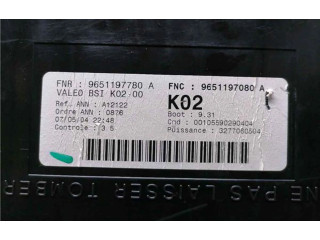 FNR : 9651197780 A
FNC : 9651197080 A
VALEO BSI K02-00
K02
Ref. ANN : A12122
Ordre ANN : 0876
Boot : 9.31
07/05/04 22:48
Cnd : 00105590290404
Controle : 3.5
Puissance : 3277060504
NE PAS LAISSER TOMBER